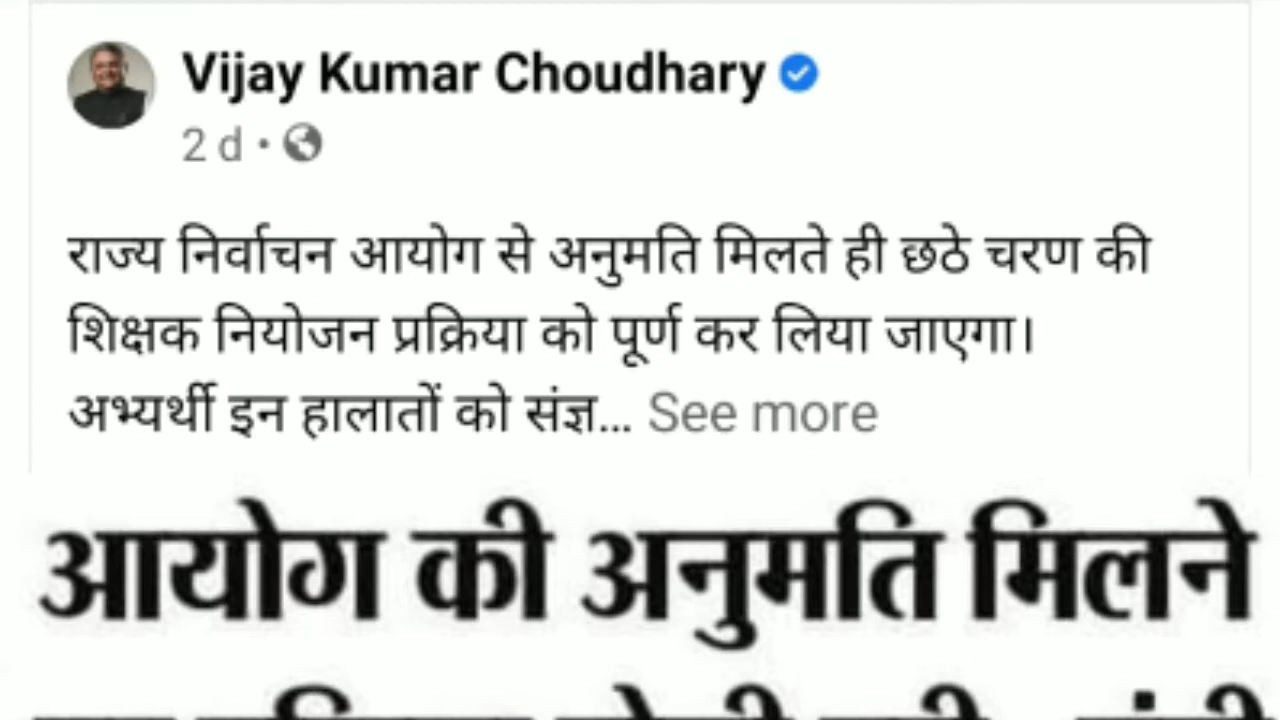 Vijay Kumar Choudhary
2 d •
राज्य निर्वाचन आयोग से अनुमति मिलते ही छठे चरण की
शिक्षक नियोजन प्रक्रिया को पूर्ण कर लिया जाएगा।
अभ्यर्थी इन हालातों को संज्ञ... See more
आयोग की अनुमति मिलने